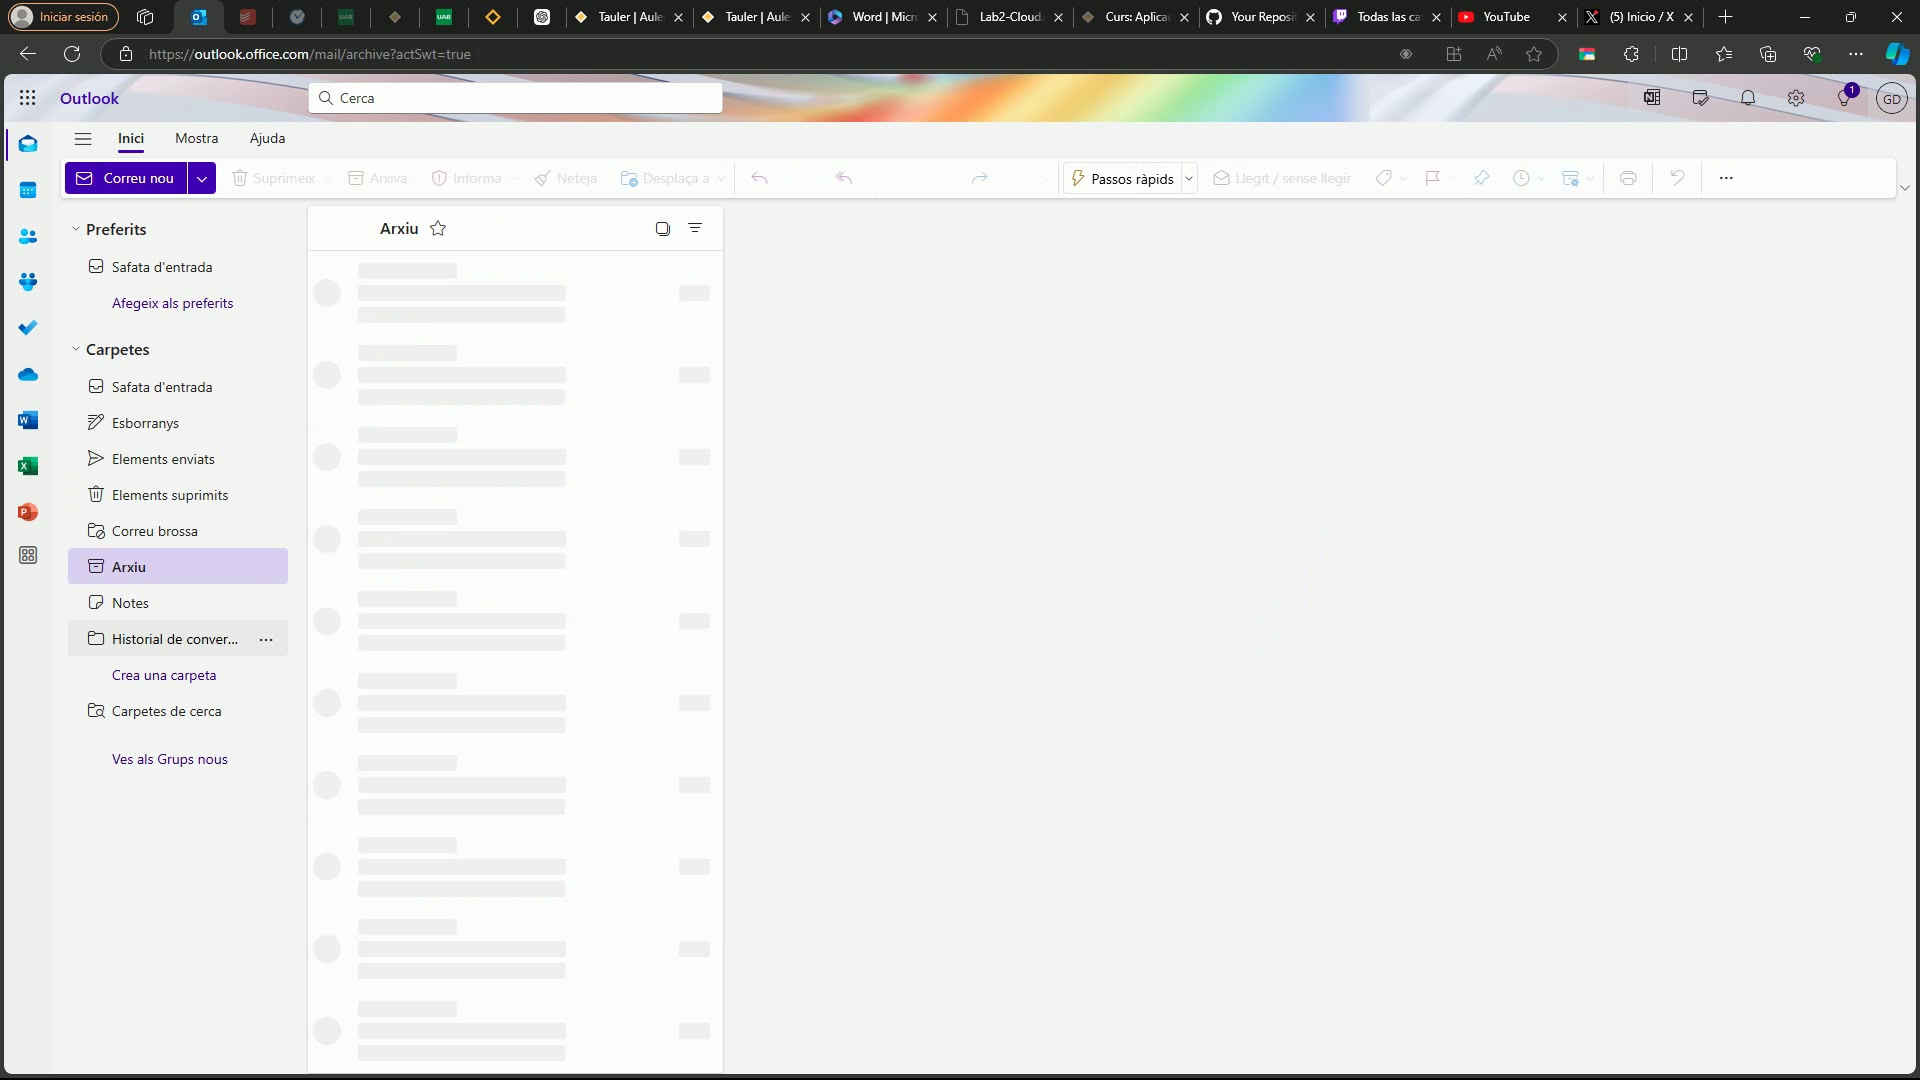 Iniciar sesión
Tauler | Aule
Tauler | Aule
Word | Micr
Lab2-Cloud.
Curs: Aplica
Your Reposit
Todas las ca
YouTube
(5) Inicio / X
https://outlook.office.com/mail/archive?actSwt=true
Outlook
Cerca
1
GD
Inici
Mostra
Ajuda
Correu nou
Suprimeix
Arxiva
Informa
Neteja
Desplaça a
Passos ràpids
Llegit / sense llegir
Preferits
Safata d'entrada
Afegeix als preferits
Carpetes
Safata d'entrada
Esborranys
Elements enviats
Elements suprimits
Correu brossa
Arxiu
Notes
Historial de conver...
Crea una carpeta
Carpetes de cerca
Ves als Grups nous
Arxiu